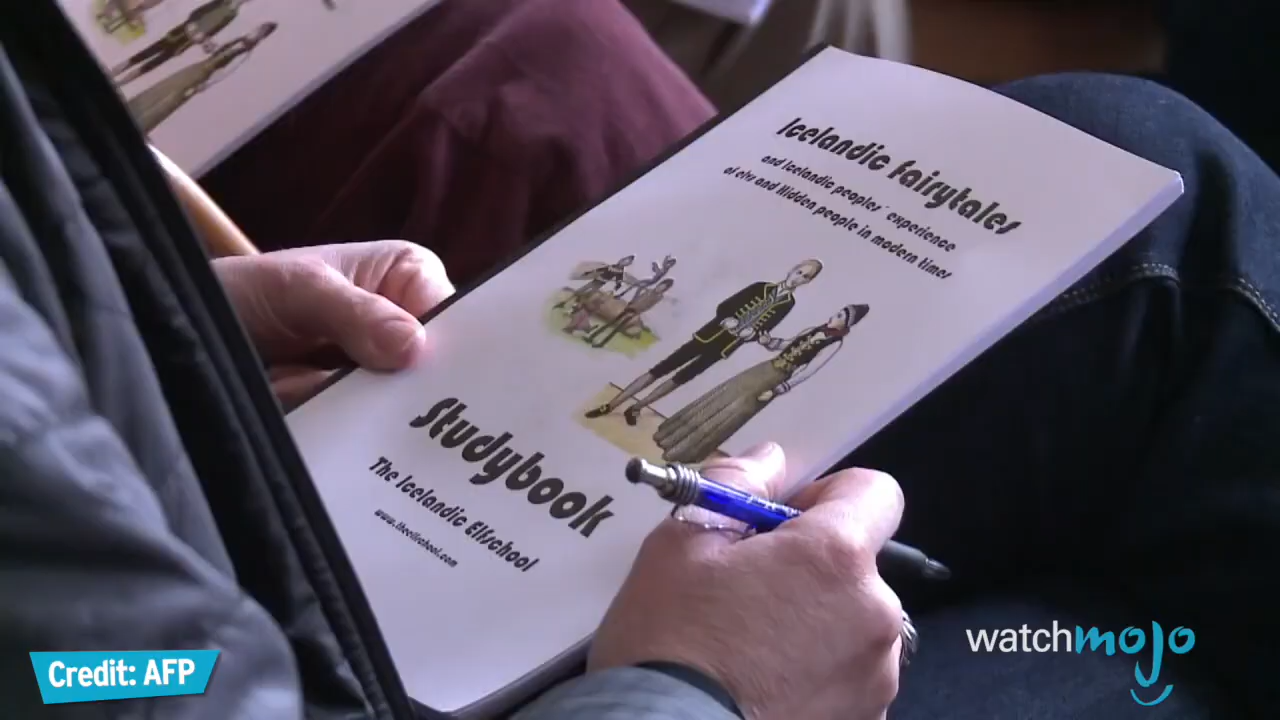 Icelandic fairytales
and Icelandic peoples´ experience
of elvs and Hidden people in modern times
Studybook
The Icelandic Elfschool
www.theelfschool.com
Credit: AFP
watchmojo